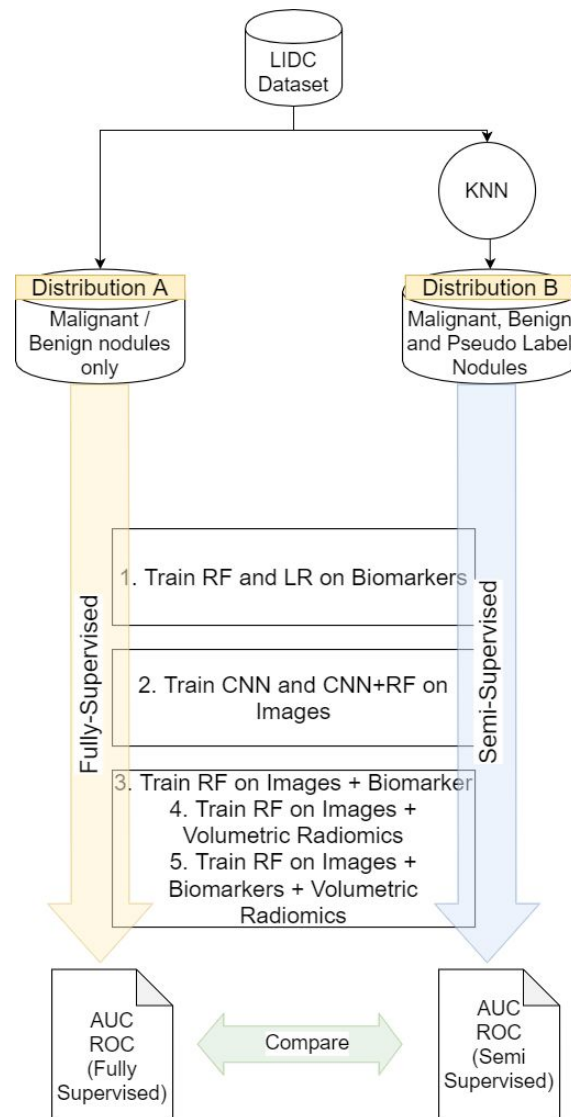 LIDC
Dataset
KNN
Distribution A
Malignant /
Benign nodules
only
Distribution B
Malignant, Benign
and Pseudo Label
Nodules
Fully-Supervised
Semi-Supervised
1. Train RF and LR on Biomarkers
2. Train CNN and CNN+RF on
Images
3. Train RF on Images + Biomarker
4. Train RF on Images +
Volumetric Radiomics
5. Train RF on Images +
Biomarkers + Volumetric
Radiomics
AUC
ROC
(Fully
Supervised)
Compare
AUC
ROC
(Semi
Supervised)